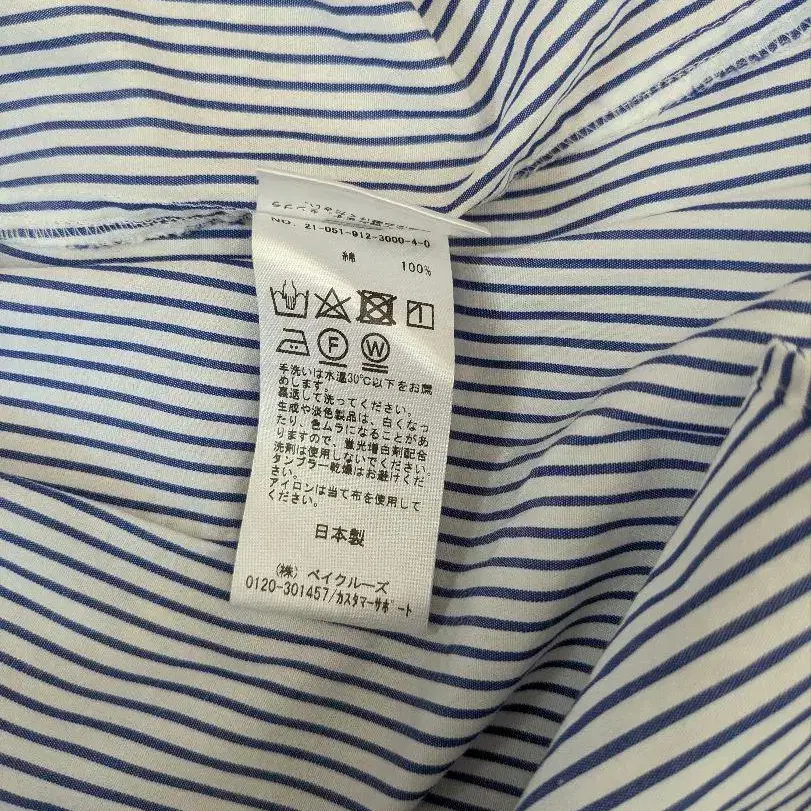 NO. 21-051-912-3000-4-0
綿 100%
F W
手洗いは水温30℃以下をお薦
めします。
裏返して洗ってください。
生成や淡色製品は、白くなっ
たり、色ムラになることがあ
りますので、蛍光増白剤配合
洗剤は使用しないでください。
タンブラー乾燥はお避けくだ
さい。
アイロンは当て布を使用して
ください。
日本製
(株) ベイクルーズ
0120-301457/カスタマーサポート